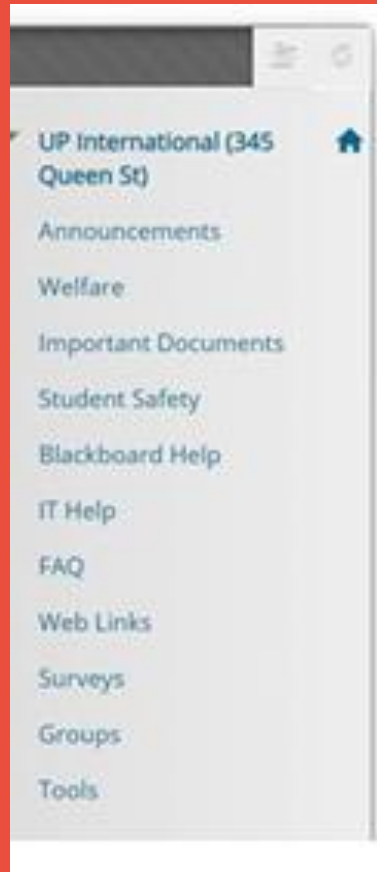 UP International (345
Queen St)
Announcements
Welfare
Important Documents
Student Safety
Blackboard Help
IT Help
FAQ
Web Links
Surveys
Groups
Tools